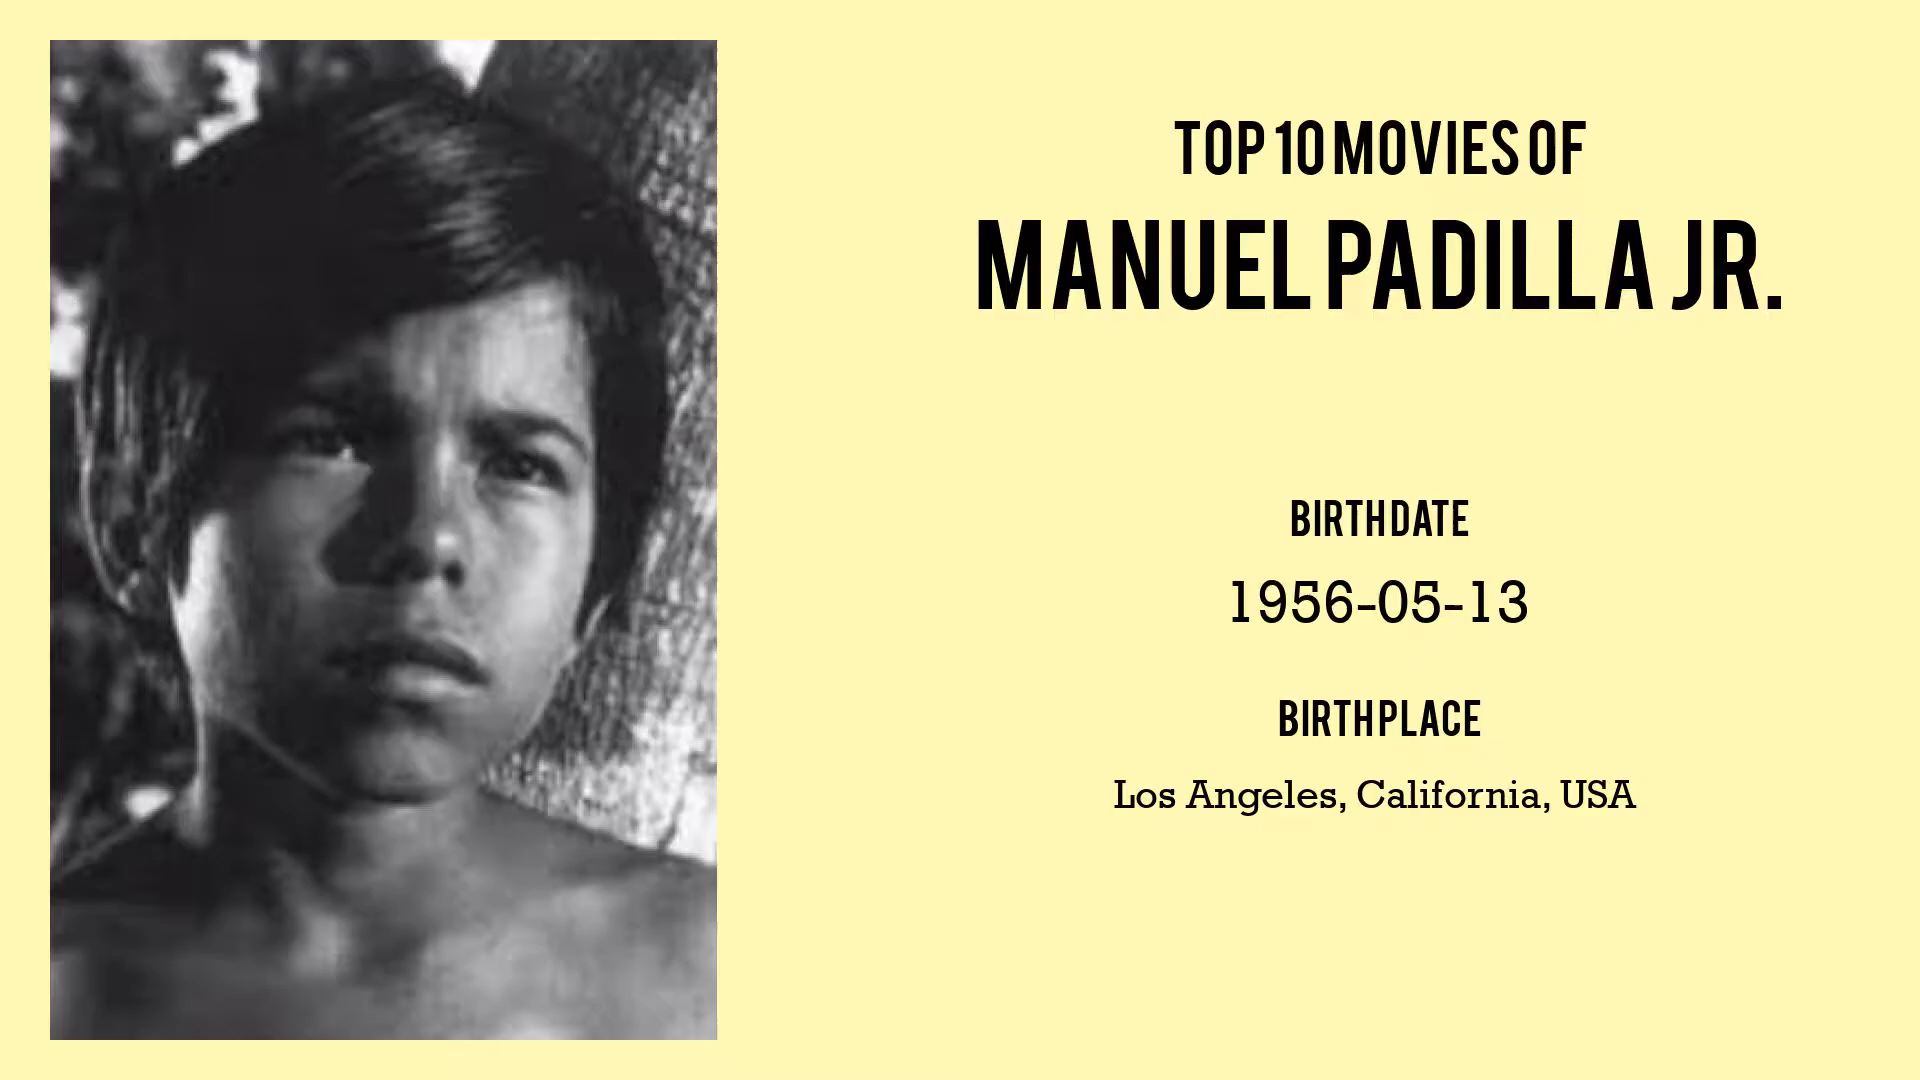 TOP 10 MOVIES OF
MANUEL PADILLA JR.
BIRTHDATE
1956-05-13
BIRTHPLACE
Los Angeles, California, USA